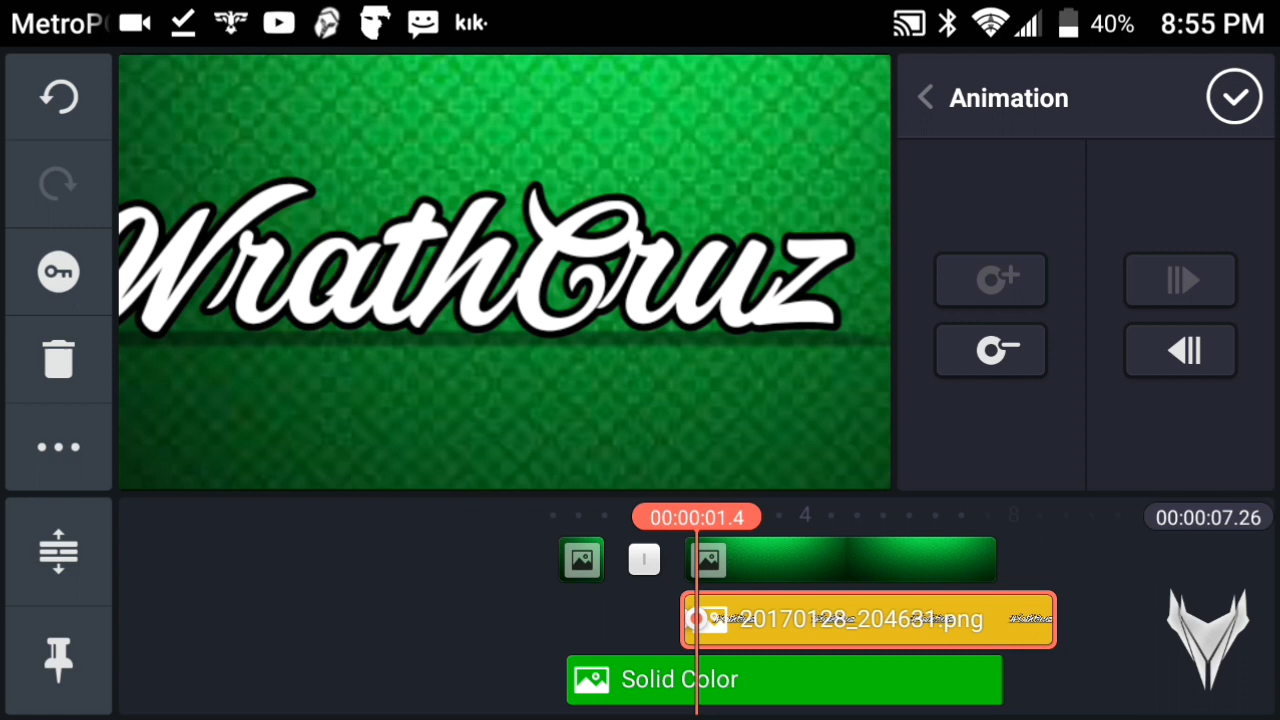 MetroP
kık·
40%
8:55 PM
WrathCruz
Animation
00:00:01.4
4
8
00:00:07.26
20170128_204631.png
Solid Color